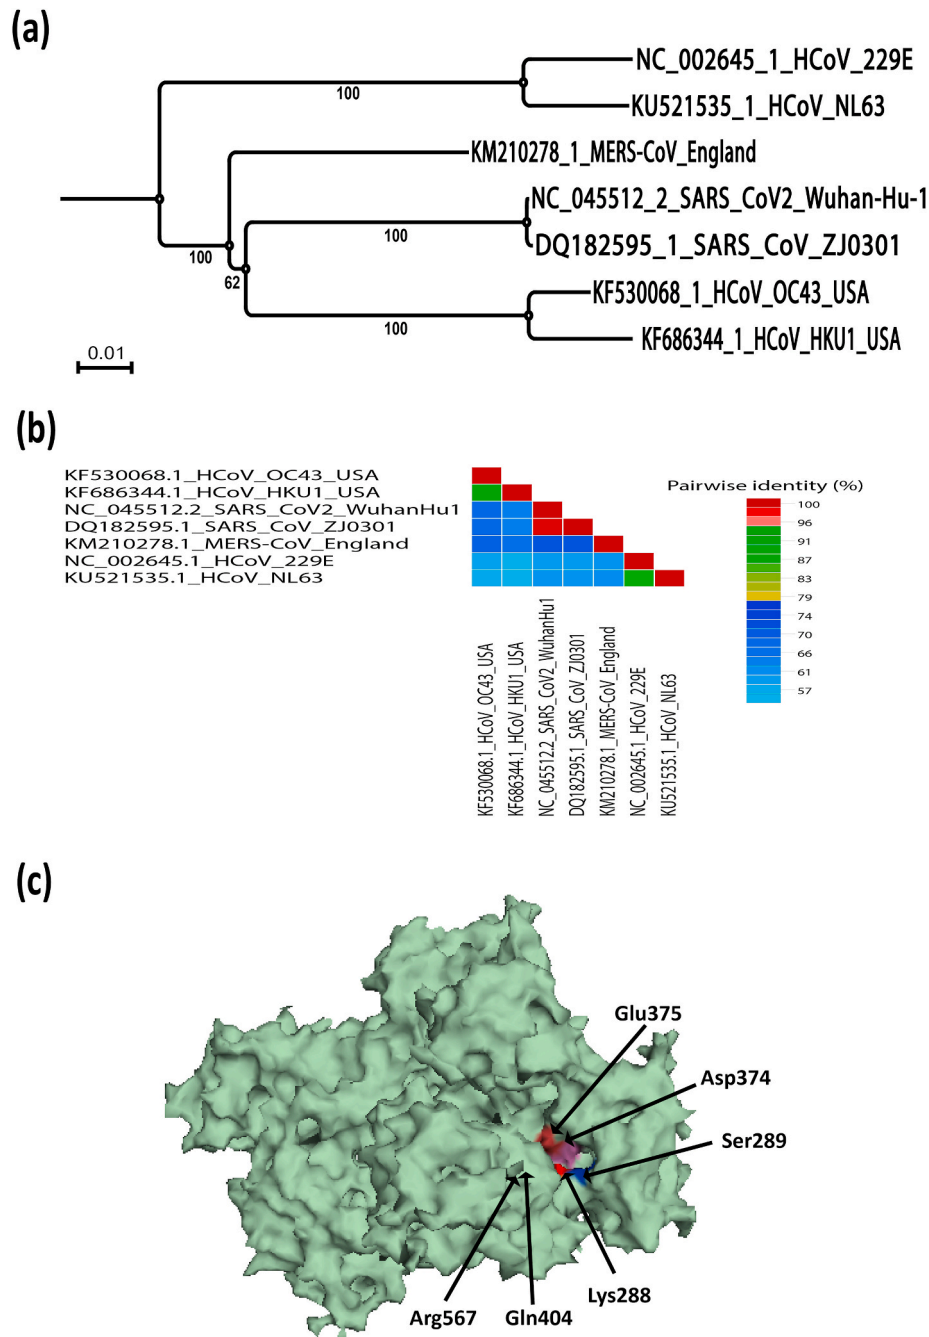 (a)
NC_002645_1_HCoV_229E
100
KU521535_1_HCoV_NL63
KM210278_1_MERS-CoV_England
NC_045512_2_SARS_CoV2_Wuhan-Hu-1
100
DQ182595_1_SARS_CoV_ZJ0301
100
62
KF530068_1_HCoV_OC43_USA
100
KF686344_1_HCoV_HKU1_USA
0.01
(b)
KF530068.1_HCoV_OC43_USA
KF686344.1_HCoV_HKU1_USA
NC_045512.2_SARS_CoV2_WuhanHu1
DQ182595.1_SARS_CoV_ZJ0301
KM210278.1_MERS-CoV_England
NC_002645.1_HCoV_229E
KU521535.1_HCoV_NL63
Pairwise identity (%)
100
96
91
87
83
79
74
70
66
61
57
KF530068.1_HCoV_OC43_USA
KF686344.1_HCoV_HKU1_USA
NC_045512.2_SARS_CoV2_WuhanHu1
DQ182595.1_SARS_CoV_ZJ0301
KM210278.1_MERS-CoV_England
NC_002645.1_HCoV_229E
KU521535.1_HCoV_NL63
(c)
Glu375
Asp374
Ser289
Lys288
Arg567
Gln404